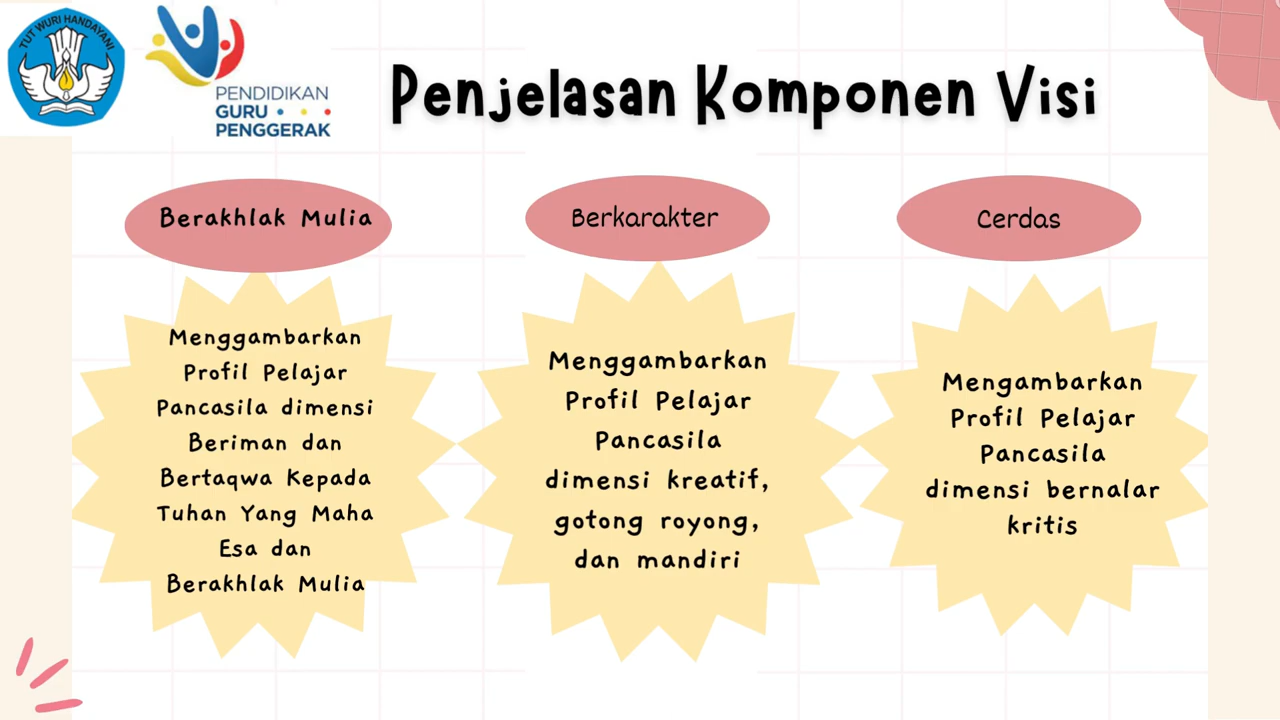 TUT WURI HANDAYANI
PENDIDIKAN
GURU
PENGGERAK
Penjelasan Komponen Visi
Berakhlak Mulia
Menggambarkan
Profil Pelajar
Pancasila dimensi
Beriman dan
Bertaqwa Kepada
Tuhan Yang Maha
Esa dan
Berakhlak Mulia
Berkarakter
Menggambarkan
Profil Pelajar
Pancasila
dimensi kreatif,
gotong royong,
dan mandiri
Cerdas
Mengambarkan
Profil Pelajar
Pancasila
dimensi bernalar
kritis